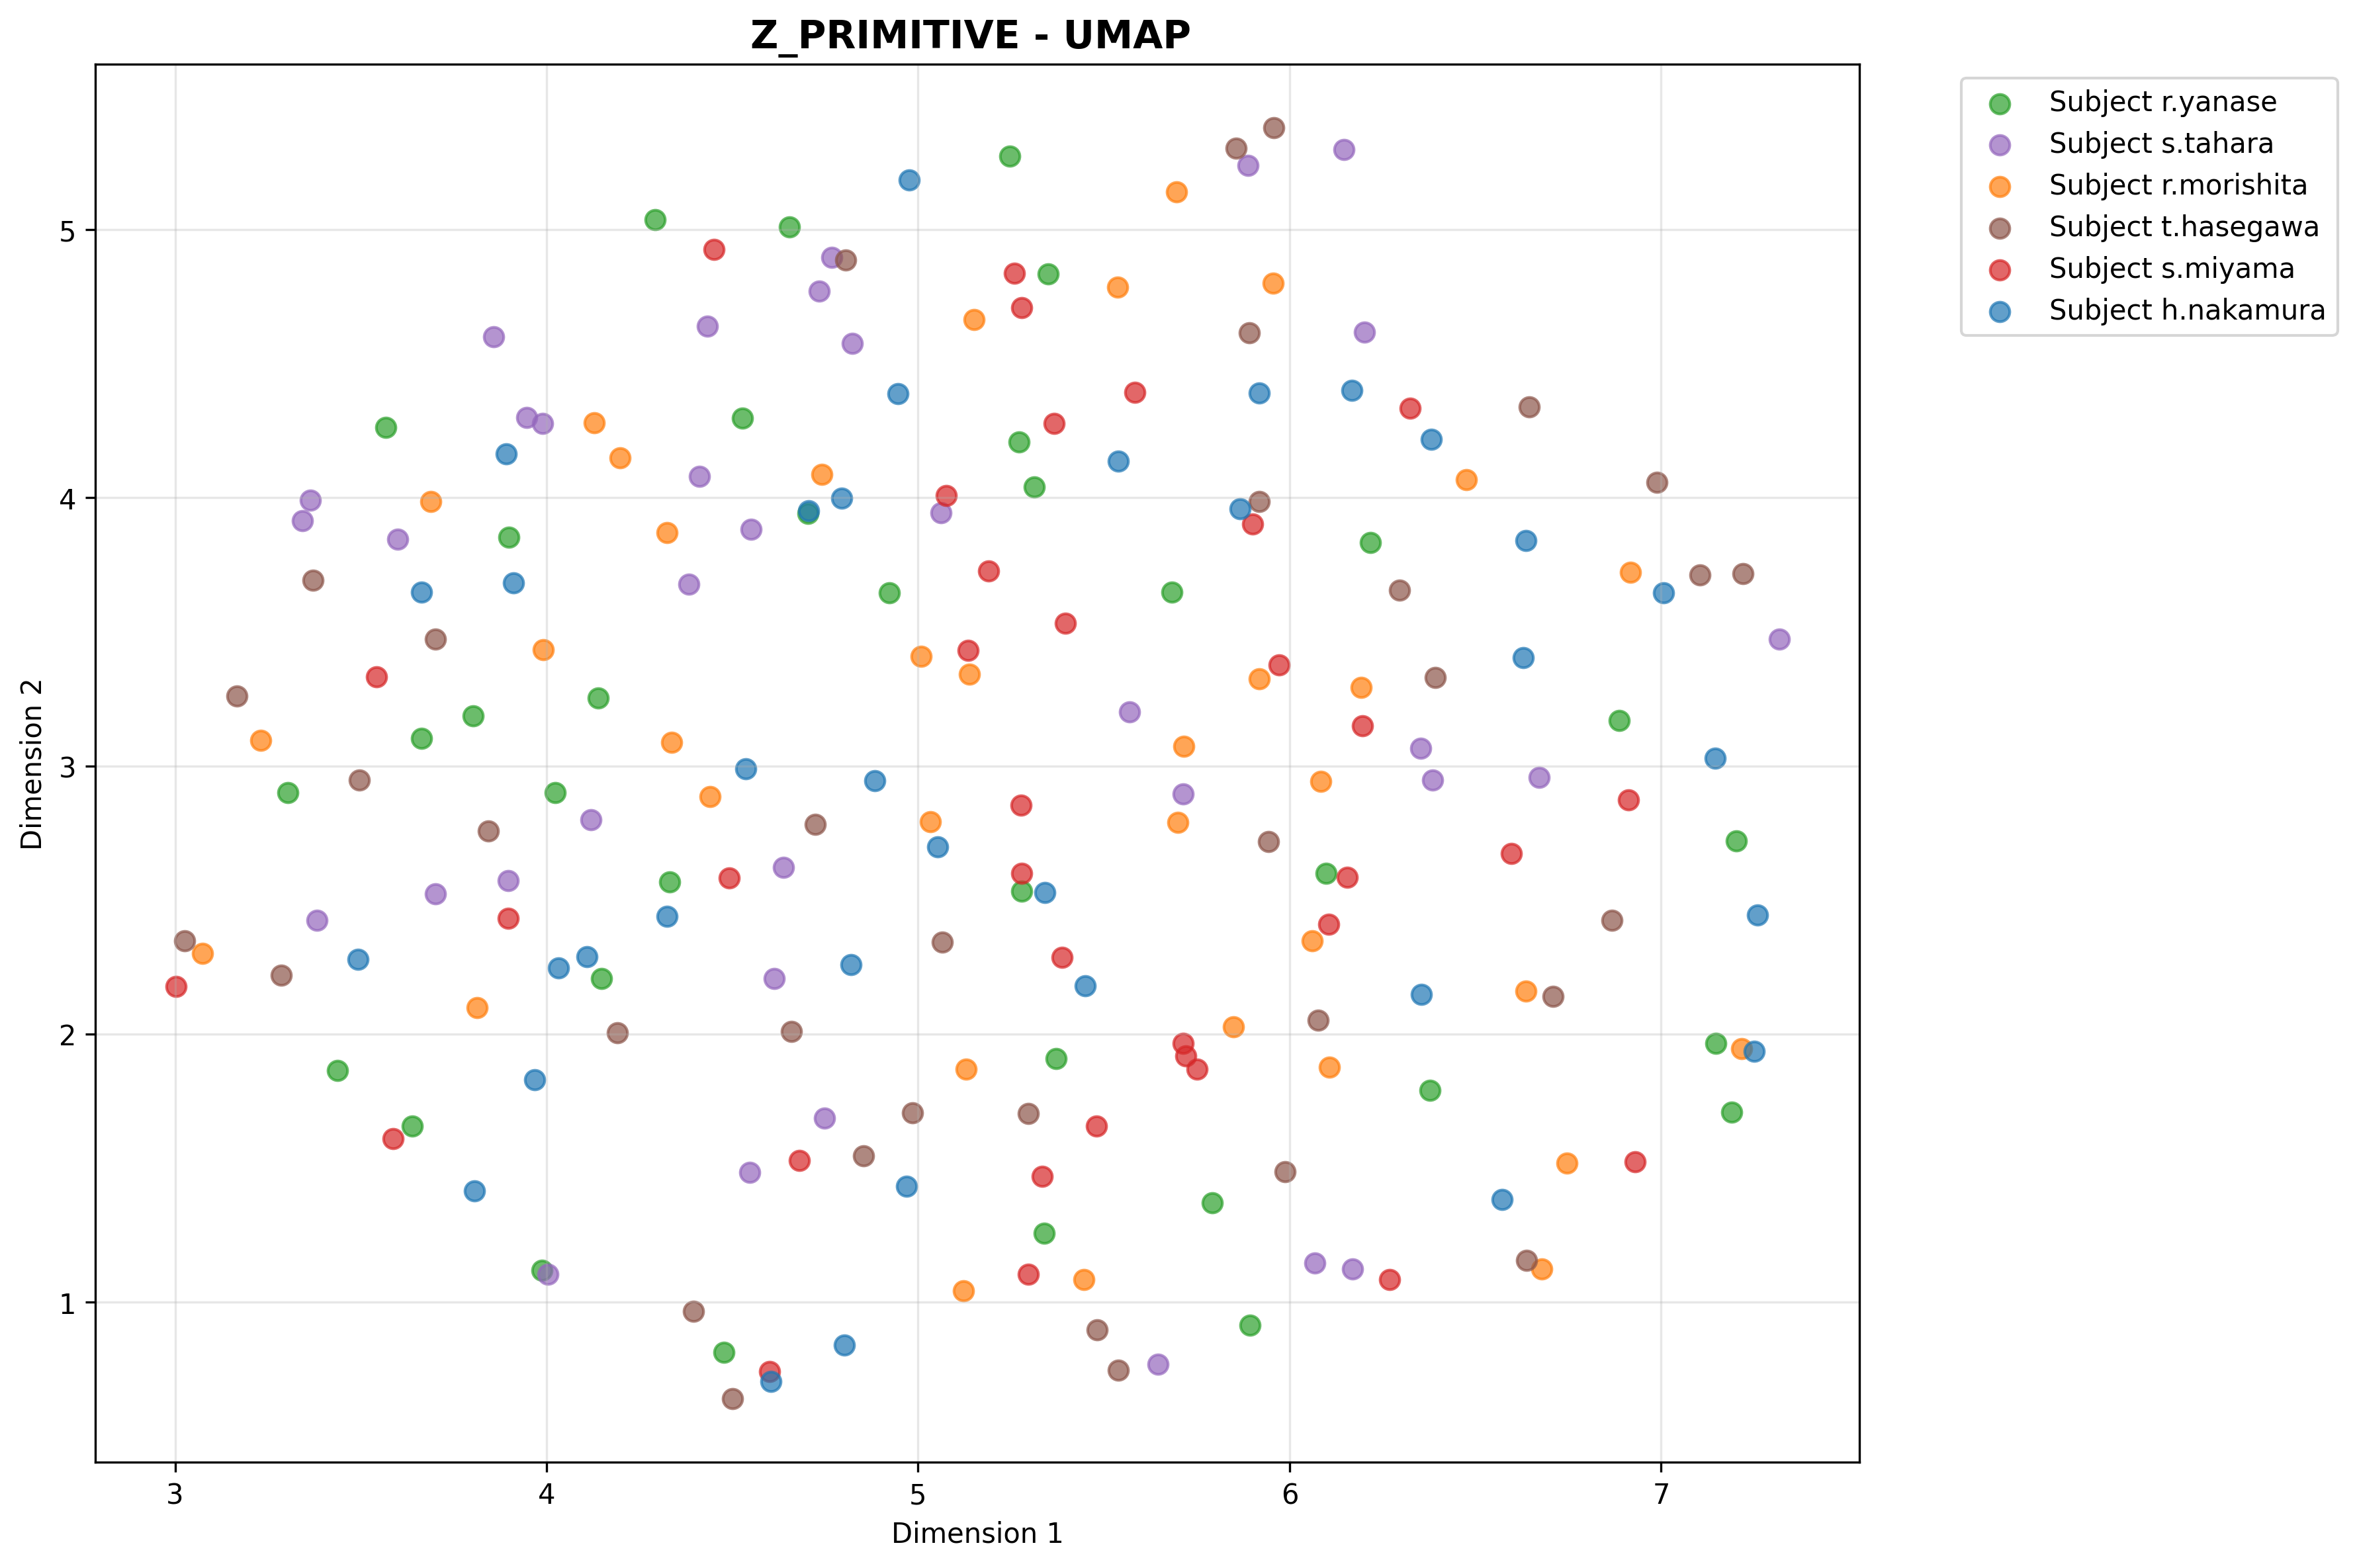 Z_PRIMITIVE - UMAP
Subject r.yanase
Subject s.tahara
Subject r.morishita
Subject t.hasegawa
Subject s.miyama
Subject h.nakamura
Dimension 2
5
4
3
2
1
3 4 5 6 7
Dimension 1